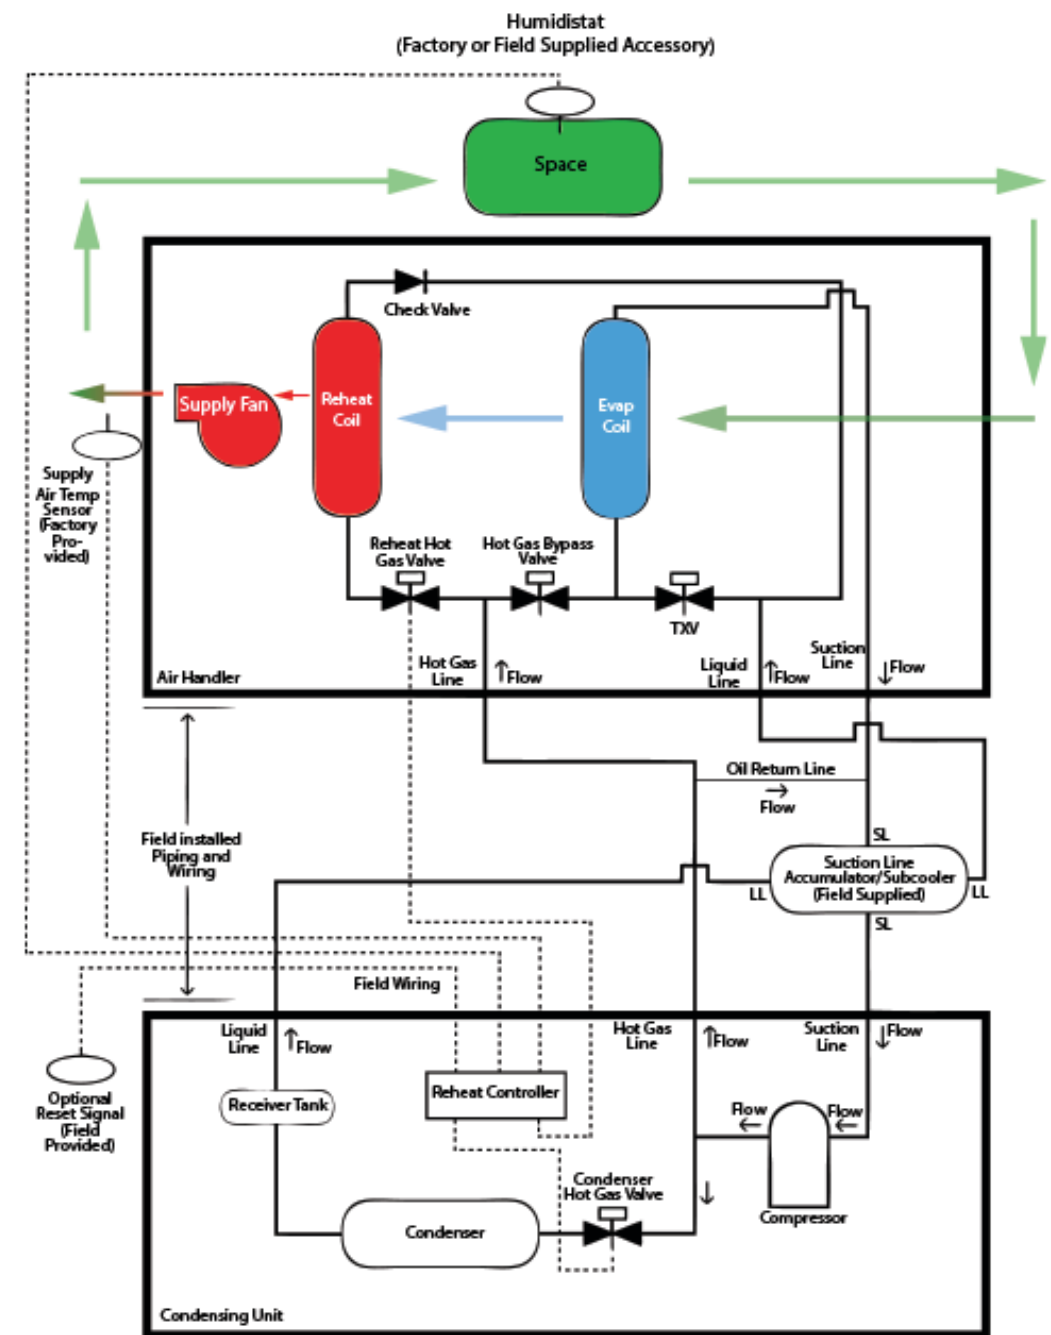 Humidistat
(Factory or Field Supplied Accessory)
Space
Check Valve
Supply Fan
Reheat
Coil
Evap
Coil
Supply
Air Temp
Sensor
(Factory
Pro-
vided)
Reheat Hot
Gas Valve
Hot Gas Bypass
Valve
TXV
Air Handler
Hot Gas
Line
Flow
Liquid
Line
Flow
Suction
Line
Flow
Oil Return Line
Flow
Field installed
Piping and
Wiring
SL
Suction Line
Accumulator/Subcooler
(Field Supplied)
LL
LL
SL
Field Wiring
Liquid
Line
Flow
Hot Gas
Line
Flow
Suction
Line
Flow
Optional
Reset Signal
(Field
Provided)
Receiver Tank
Reheat Controller
Flow
Flow
Condenser
Hot Gas Valve
Compressor
Condenser
Condensing Unit